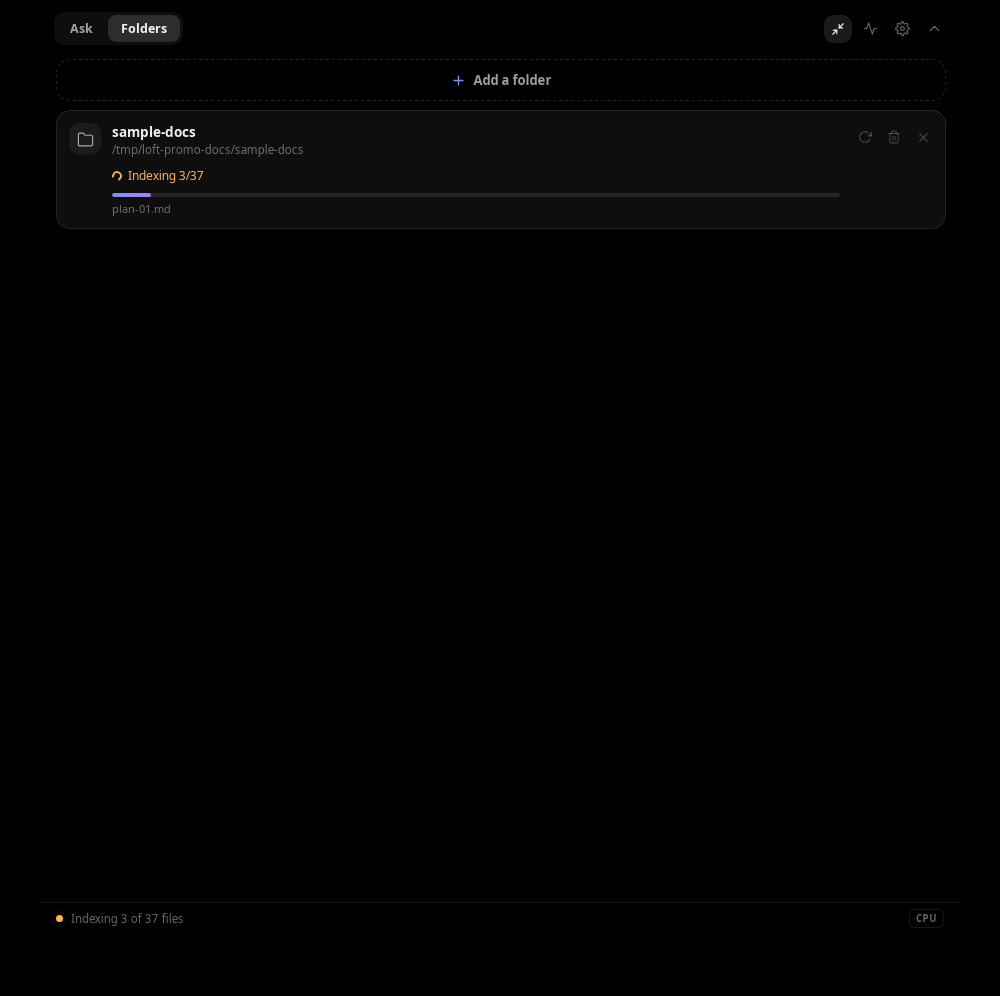 Ask Folders
Add a folder
sample-docs
/tmp/loft-promo-docs/sample-docs
Indexing 3/37
plan-01.md
Indexing 3 of 37 files CPU